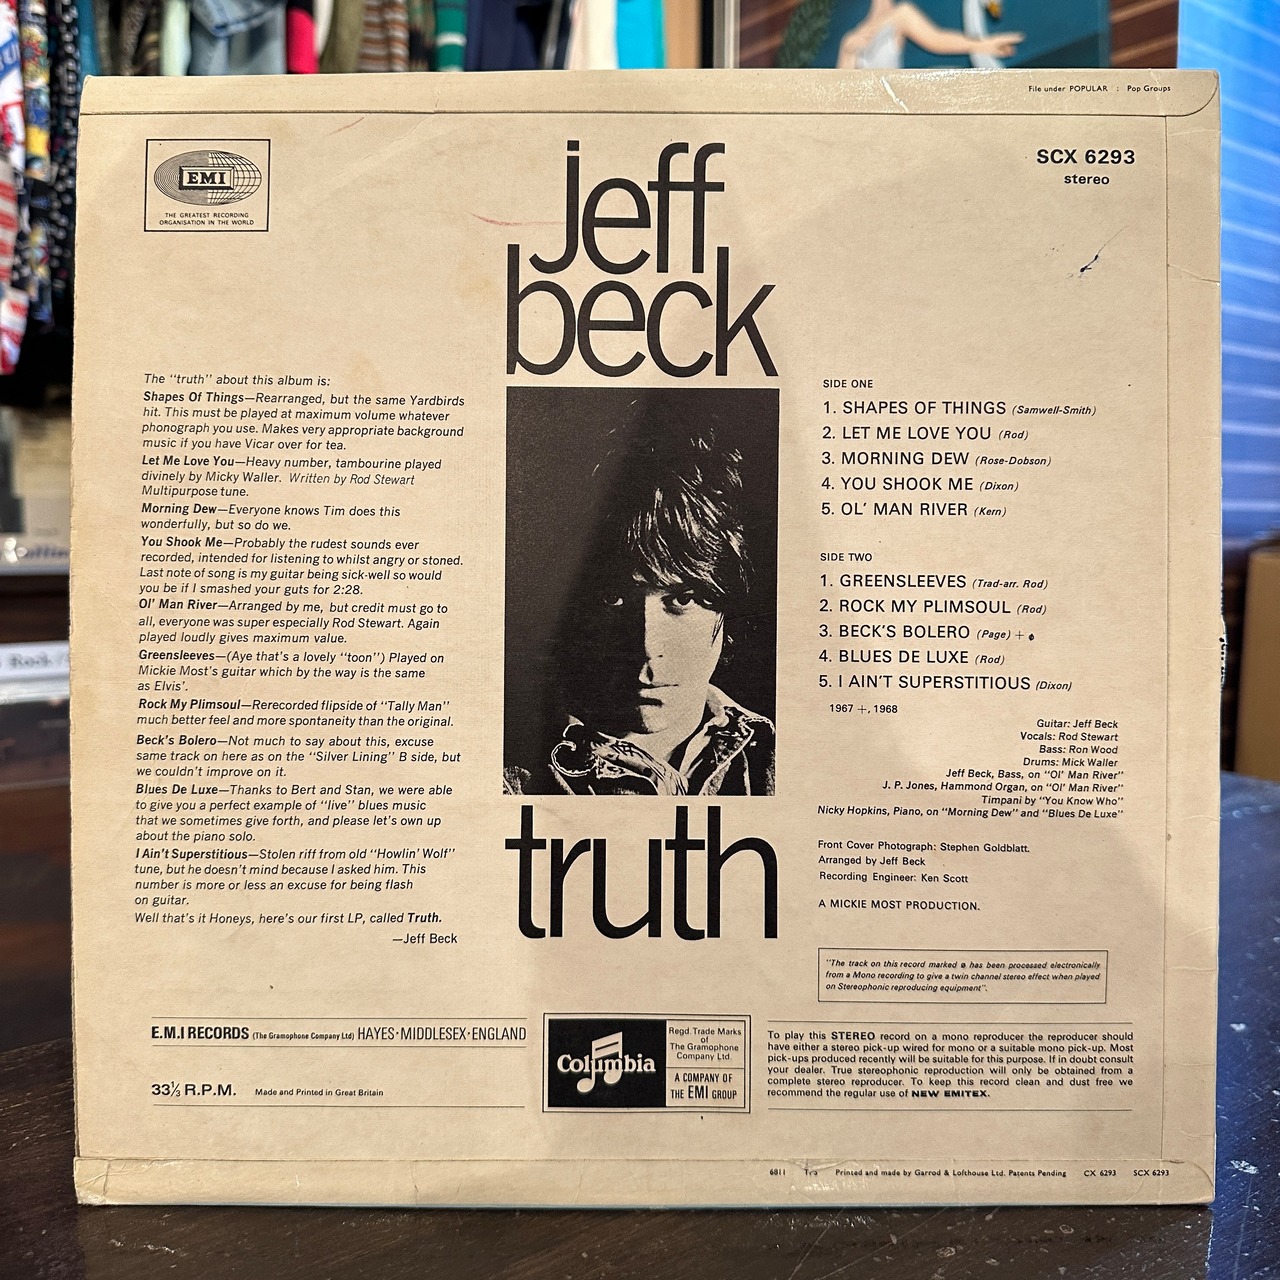 File under POPULAR : Pop Groups
EMI
THE GREATEST RECORDING
ORGANISATION IN THE WORLD
jeff
beck
SCX 6293
stereo
The "truth" about this album is:
Shapes Of Things—Rearranged, but the same Yardbirds
hit. This must be played at maximum volume whatever
phonograph you use. Makes very appropriate background
music if you have Vicar over for tea.
Let Me Love You—Heavy number, tambourine played
divinely by Micky Waller. Written by Rod Stewart
Multipurpose tune.
Morning Dew—Everyone knows Tim does this
wonderfully, but so do we.
You Shook Me—Probably the rudest sounds ever
recorded, intended for listening to whilst angry or stoned.
Last note of song is my guitar being sick-well so would
you be if I smashed your guts for 2:28.
Ol' Man River—Arranged by me, but credit must go to
all, everyone was super especially Rod Stewart. Again
played loudly gives maximum value.
Greensleeves—(Aye that's a lovely "toon") Played on
Mickie Most's guitar which by the way is the same
as Elvis'.
Rock My Plimsoul—Rerecorded flipside of "Tally Man"
much better feel and more spontaneity than the original.
Beck's Bolero—Not much to say about this, excuse
same track on here as on the "Silver Lining" B side, but
we couldn't improve on it.
Blues De Luxe—Thanks to Bert and Stan, we were able
to give you a perfect example of "live" blues music
that we sometimes give forth, and please let's own up
about the piano solo.
I Ain't Superstitious—Stolen riff from old "Howlin' Wolf"
tune, but he doesn't mind because I asked him. This
number is more or less an excuse for being flash
on guitar.
Well that's it Honeys, here's our first LP, called Truth.
—Jeff Beck
truth
SIDE ONE
1. SHAPES OF THINGS (Samwell-Smith)
2. LET ME LOVE YOU (Rod)
3. MORNING DEW (Rose-Dobson)
4. YOU SHOOK ME (Dixon)
5. OL' MAN RIVER (Kern)
SIDE TWO
1. GREENSLEEVES (Trad-arr. Rod)
2. ROCK MY PLIMSOUL (Rod)
3. BECK'S BOLERO (Page) + ø
4. BLUES DE LUXE (Rod)
5. I AIN'T SUPERSTITIOUS (Dixon)
1967 +, 1968
Guitar: Jeff Beck
Vocals: Rod Stewart
Bass: Ron Wood
Drums: Mick Waller
Jeff Beck, Bass, on "Ol' Man River"
J. P. Jones, Hammond Organ, on "Ol' Man River"
Timpani by "You Know Who"
Nicky Hopkins, Piano, on "Morning Dew" and "Blues De Luxe"
Front Cover Photograph: Stephen Goldblatt.
Arranged by Jeff Beck
Recording Engineer: Ken Scott
A MICKIE MOST PRODUCTION.
"The track on this record marked ø has been processed electronically
from a Mono recording to give a twin channel stereo effect when played
on Stereophonic reproducing equipment".
E.M.I RECORDS (The Gramophone Company Ltd) HAYES·MIDDLESEX·ENGLAND
33⅓ R.P.M. Made and Printed in Great Britain
Columbia
Regd. Trade Marks
of
The Gramophone
Company Ltd.
A COMPANY OF
THE EMI GROUP
To play this STEREO record on a mono reproducer the reproducer should
have either a stereo pick-up wired for mono or a suitable mono pick-up. Most
pick-ups produced recently will be suitable for this purpose. If in doubt consult
your dealer. True stereophonic reproduction will only be obtained from a
complete stereo reproducer. To keep this record clean and dust free we
recommend the regular use of NEW EMITEX.
6811 Printed and made by Garrod & Lofthouse Ltd. Patents Pending CX 6293 SCX 6293
Rock